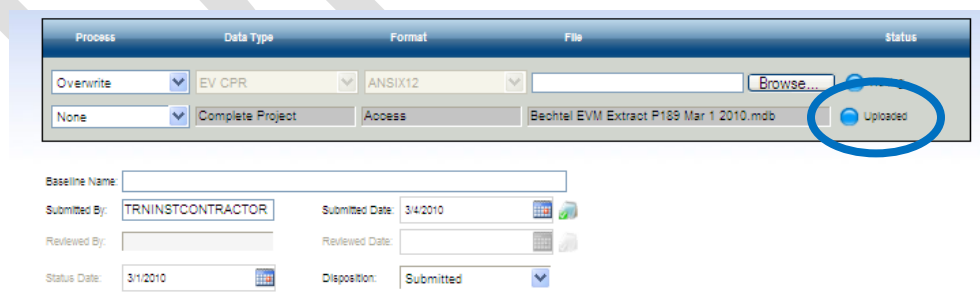 Process Data Type Format File Status
Overwrite EV CPR ANSIX12 Browse...
None Complete Project Access Bechtel EVM Extract P189 Mar 1 2010.mdb Uploaded
Baseline Name:
Submitted By: TRNINSTCONTRACTOR Submitted Date: 3/4/2010
Reviewed By: Reviewed Date:
Status Date: 3/1/2010 Disposition: Submitted